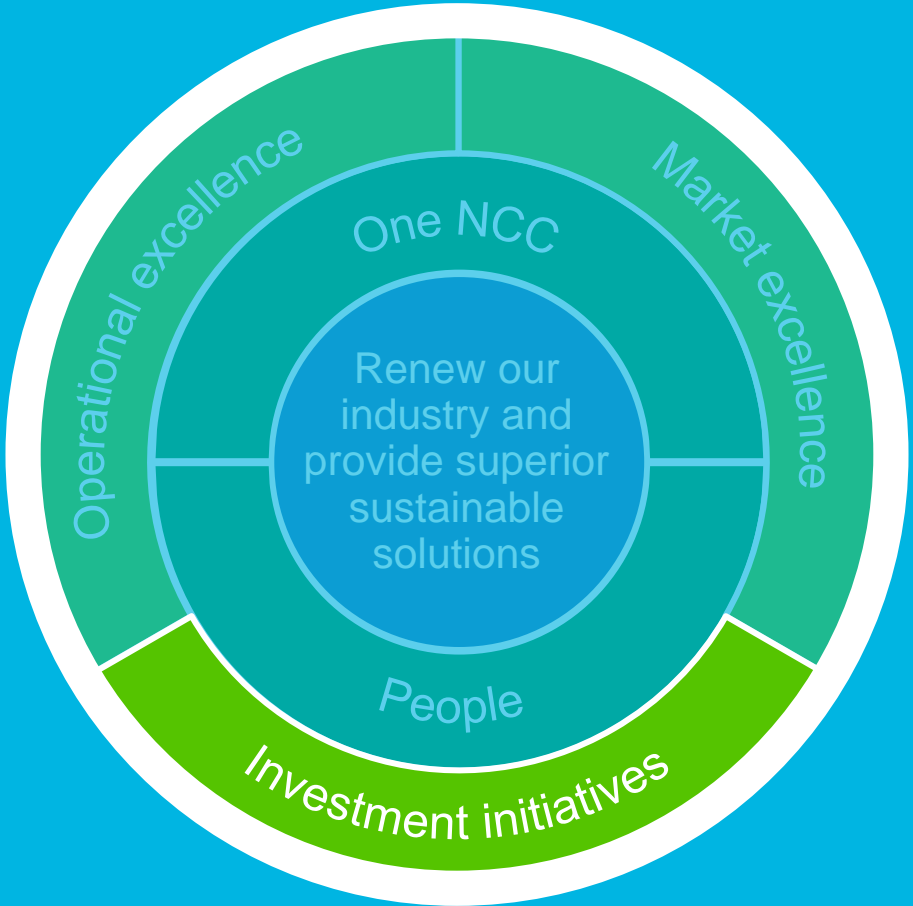 Operational excellence
Market excellence
One NCC
Renew our
industry and
provide superior
sustainable
solutions
People
Investment initiatives